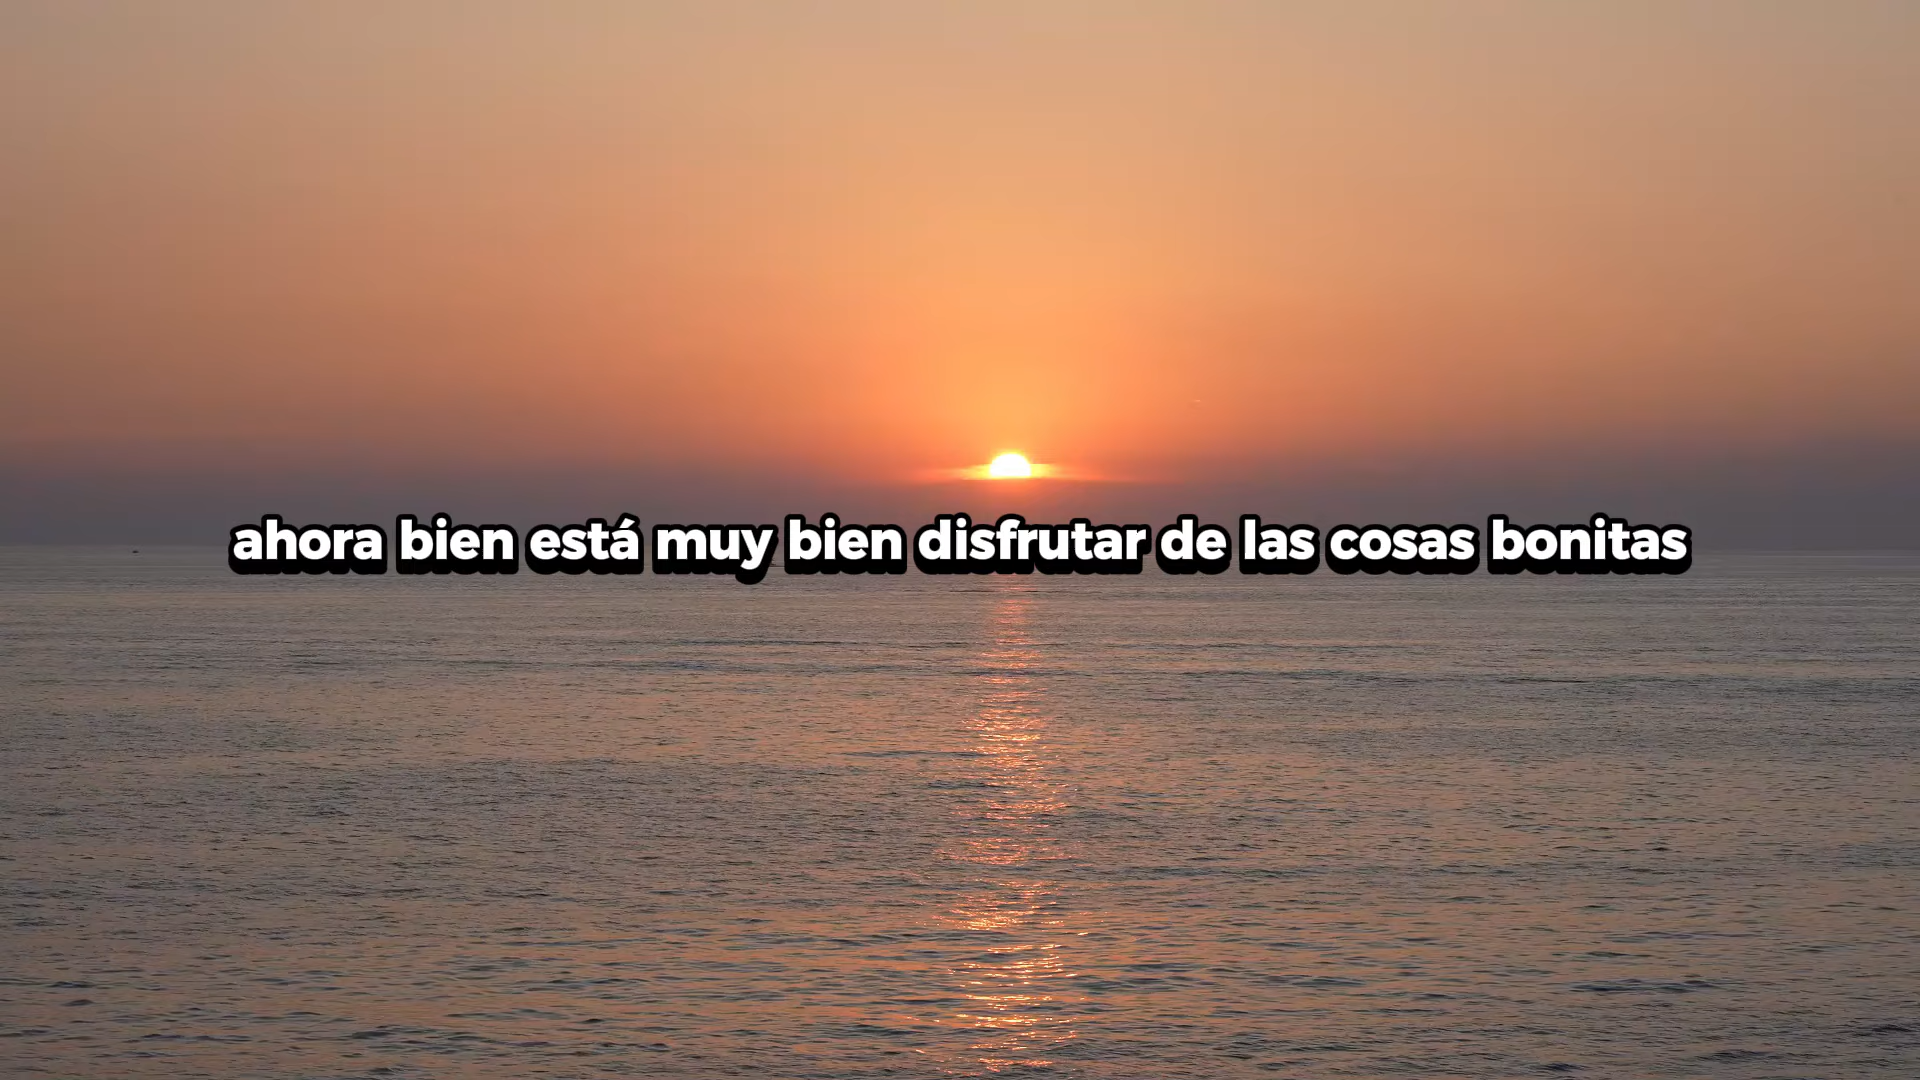 ahora bien está muy bien disfrutar de las cosas bonitas